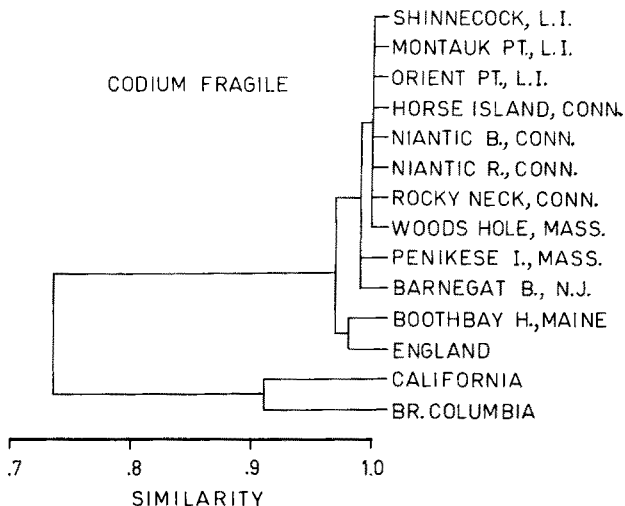 SHINNECOCK, L.I.
MONTAUK PT., L.I.
CODIUM FRAGILE
ORIENT PT., L.I.
HORSE ISLAND, CONN.
NIANTIC B., CONN.
NIANTIC R., CONN.
ROCKY NECK, CONN.
WOODS HOLE, MASS.
PENIKESE I., MASS.
BARNEGAT B., N.J.
BOOTHBAY H., MAINE
ENGLAND
CALIFORNIA
BR. COLUMBIA
.7 .8 .9 1.0
SIMILARITY